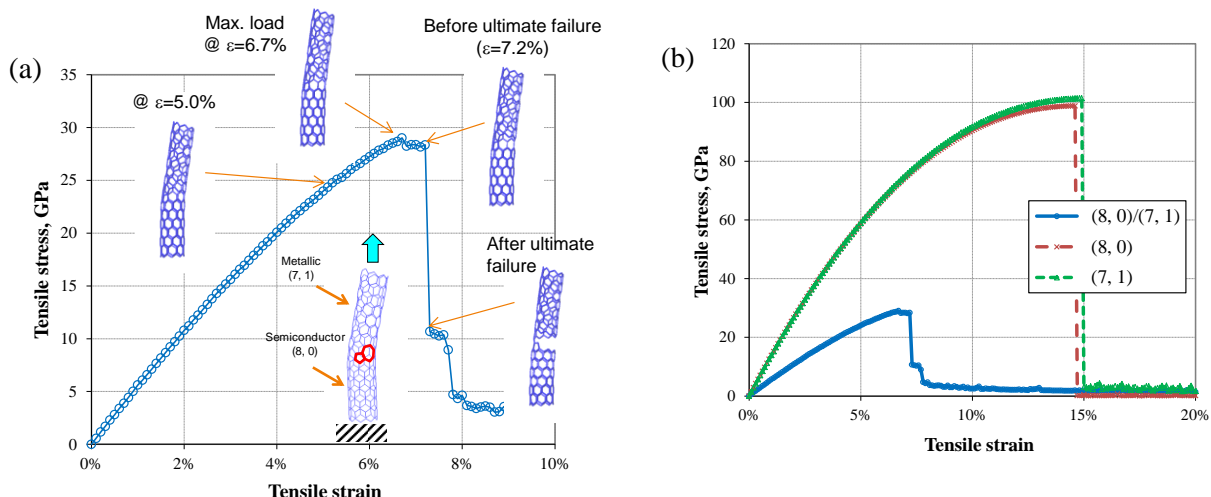 (a)
Max. load
@ ε=6.7%
Before ultimate failure
(ε=7.2%)
@ ε=5.0%
After ultimate
failure
Metallic
(7, 1)
Semiconductor
(8, 0)
Tensile stress, GPa
35
30
25
20
15
10
5
0
0%
2%
4%
6%
8%
10%
Tensile strain
(b)
Tensile stress, GPa
120
100
80
60
40
20
0
0%
5%
10%
15%
20%
Tensile strain
(8, 0)/(7, 1)
(8, 0)
(7, 1)